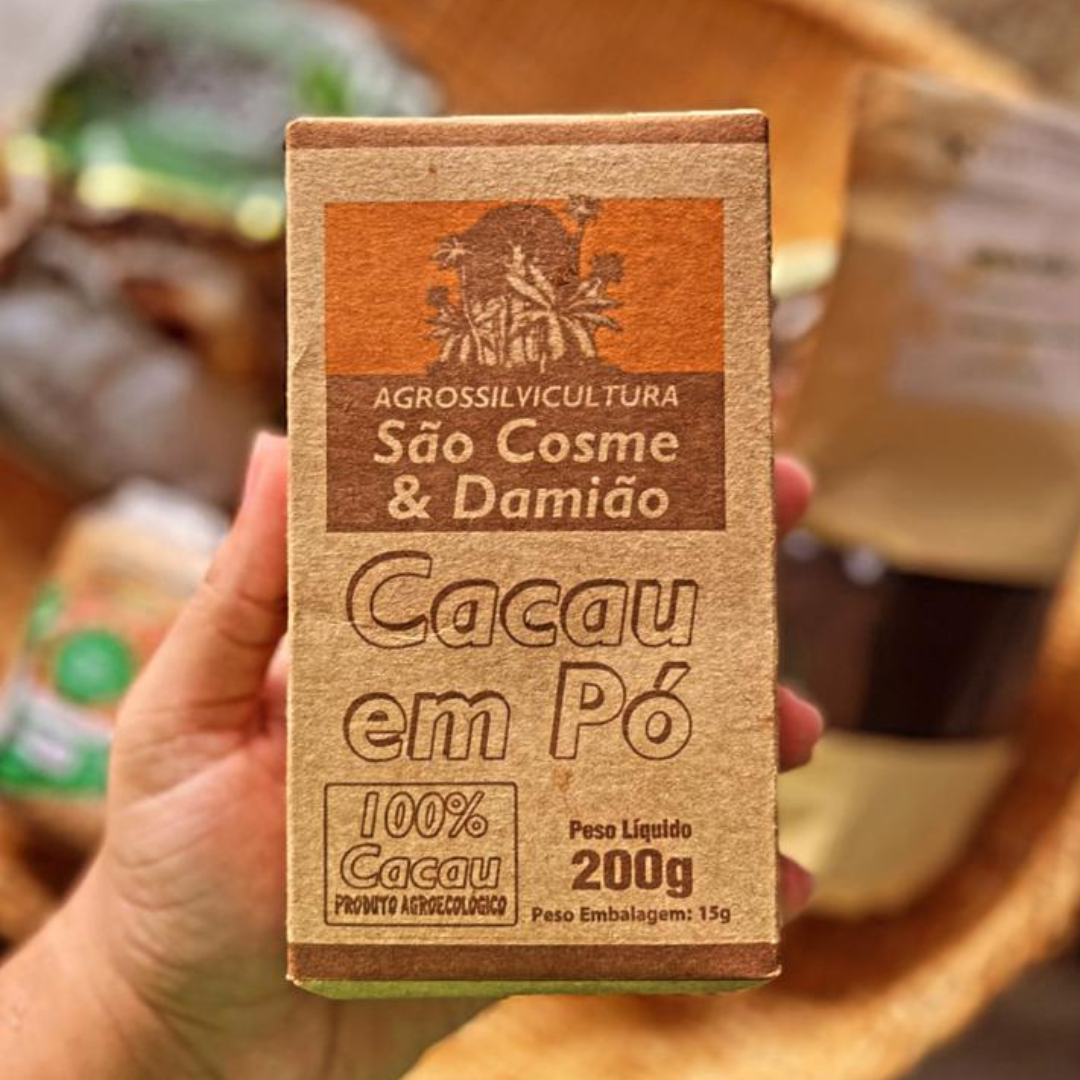 AGROSSILVICULTURA
São Cosme
& Damião
Cacau
em Pó
100%
Cacau
PRODUTO AGROECOLÓGICO
Peso Líquido
200g
Peso Embalagem: 15g